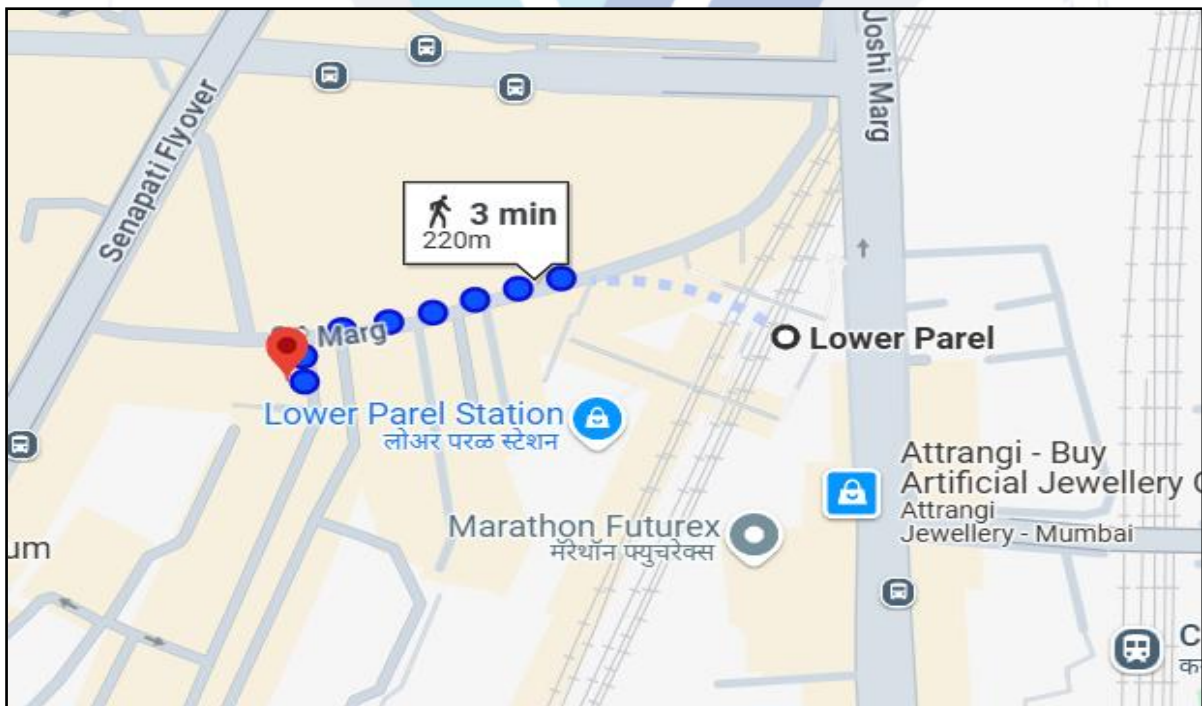 Joshi Marg
Senapati Flyover
3 min
220m
Marg
Lower Parel
Lower Parel Station
लोअर परळ स्टेशन
Attrangi - Buy
Artificial Jewellery
Attrangi
Jewellery - Mumbai
Marathon Futurex
मॅरेथॉन फ्युचरेक्स
um
C
क